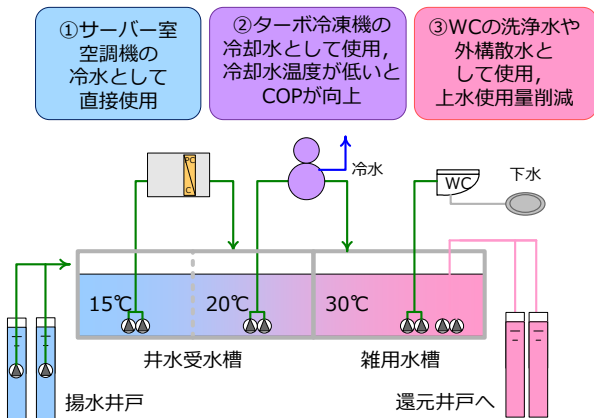 ①サーバー室
空調機の
冷水として
直接使用
②ターボ冷凍機の
冷却水として使用,
冷却水温度が低いと
COPが向上
③WCの洗浄水や
外構散水と
して使用,
上水使用量削減
PC
C
冷水
WC
下水
15℃
20℃
30℃
井水受水槽
雑用水槽
揚水井戸
還元井戸へ